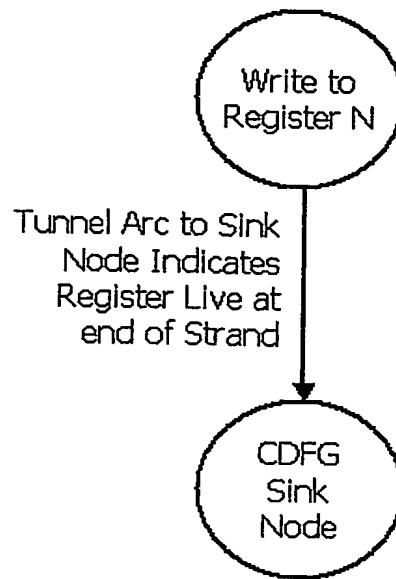 Write to
Register N
Tunnel Arc to Sink
Node Indicates
Register Live at
end of Strand
CDFG
Sink
Node